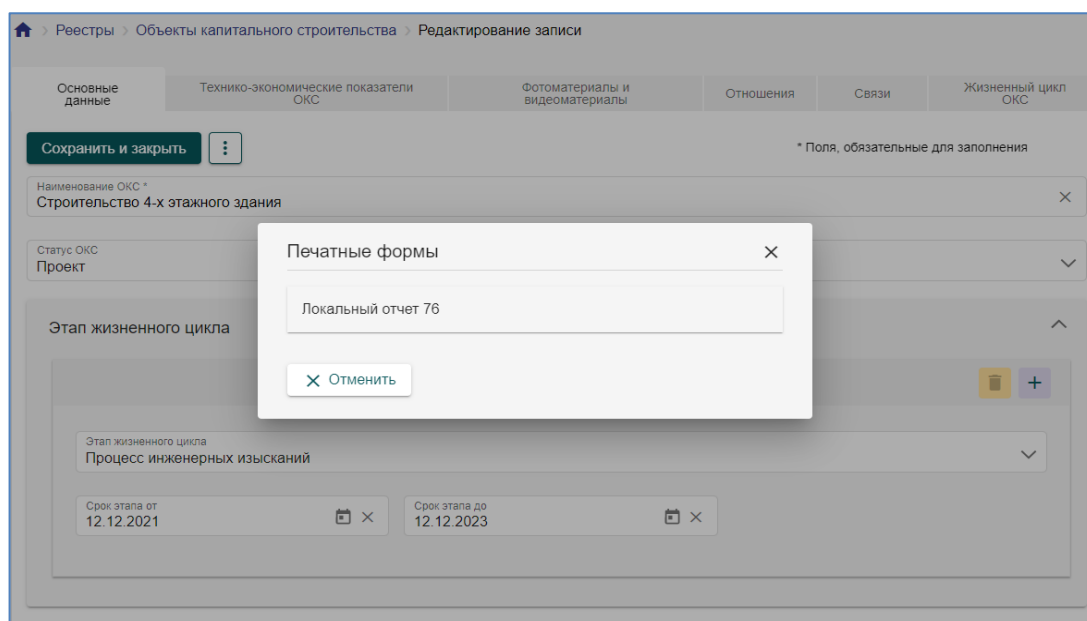 Реестры > Объекты капитального строительства > Редактирование записи
Основные данные
Технико-экономические показатели ОКС
Фотоматериалы и видеоматериалы
Отношения
Связи
Жизненный цикл ОКС
Сохранить и закрыть
* Поля, обязательные для заполнения
Наименование ОКС *
Строительство 4-х этажного здания
Статус ОКС
Проект
Печатные формы
Локальный отчет 76
Отменить
Этап жизненного цикла
Этап жизненного цикла
Процесс инженерных изысканий
Срок этапа от
12.12.2021
Срок этапа до
12.12.2023